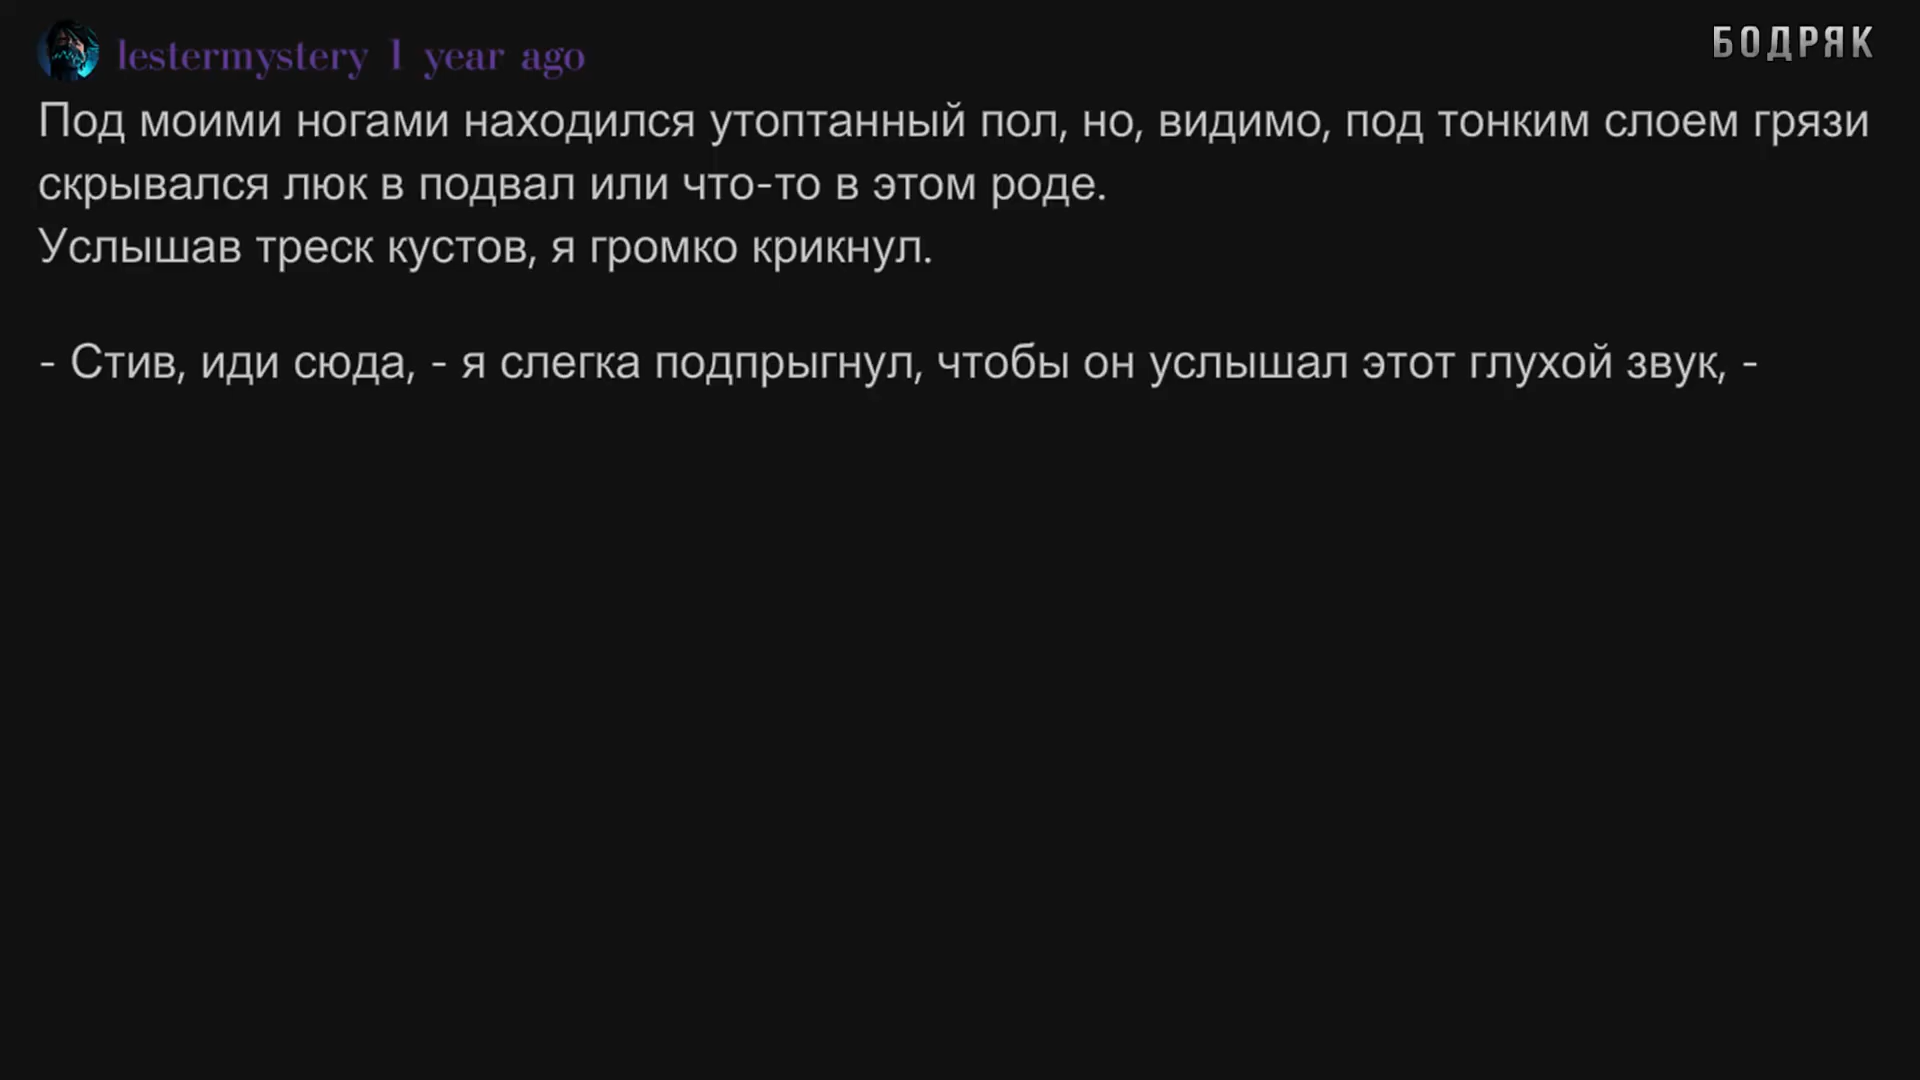 lestermystery 1 year ago
БОДРЯК
Под моими ногами находился утоптанный пол, но, видимо, под тонким слоем грязи
скрывался люк в подвал или что-то в этом роде.
Услышав треск кустов, я громко крикнул.
- Стив, иди сюда, - я слегка подпрыгнул, чтобы он услышал этот глухой звук, -